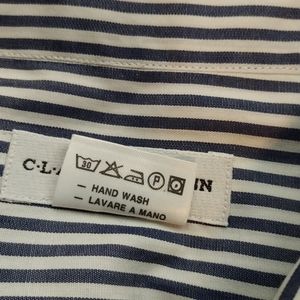 30 P
— HAND WASH
— LAVARE A MANO